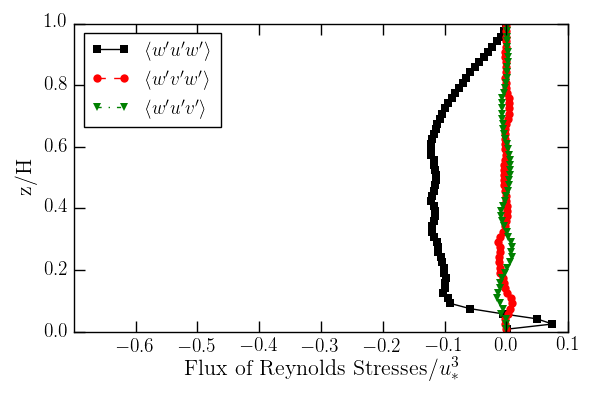 1.0
0.8
0.6
0.4
0.2
0.0
z/H
⟨w′u′w′⟩
⟨w′v′w′⟩
⟨w′u′v′⟩
−0.6 −0.5 −0.4 −0.3 −0.2 −0.1 0.0 0.1
Flux of Reynolds Stresses/u³∗